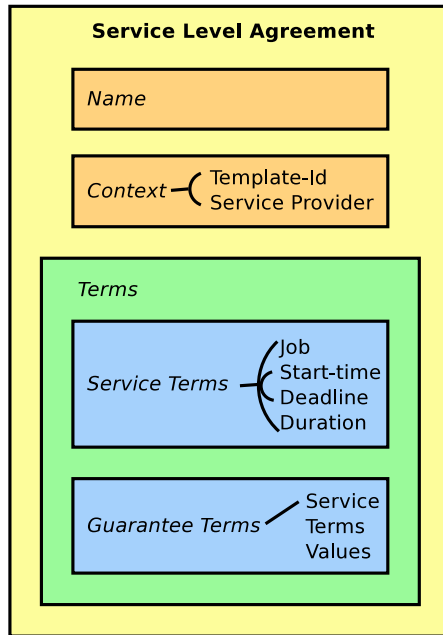 Service Level Agreement
Name
Context
Template-Id
Service Provider
Terms
Service Terms
Job
Start-time
Deadline
Duration
Guarantee Terms
Service
Terms
Values